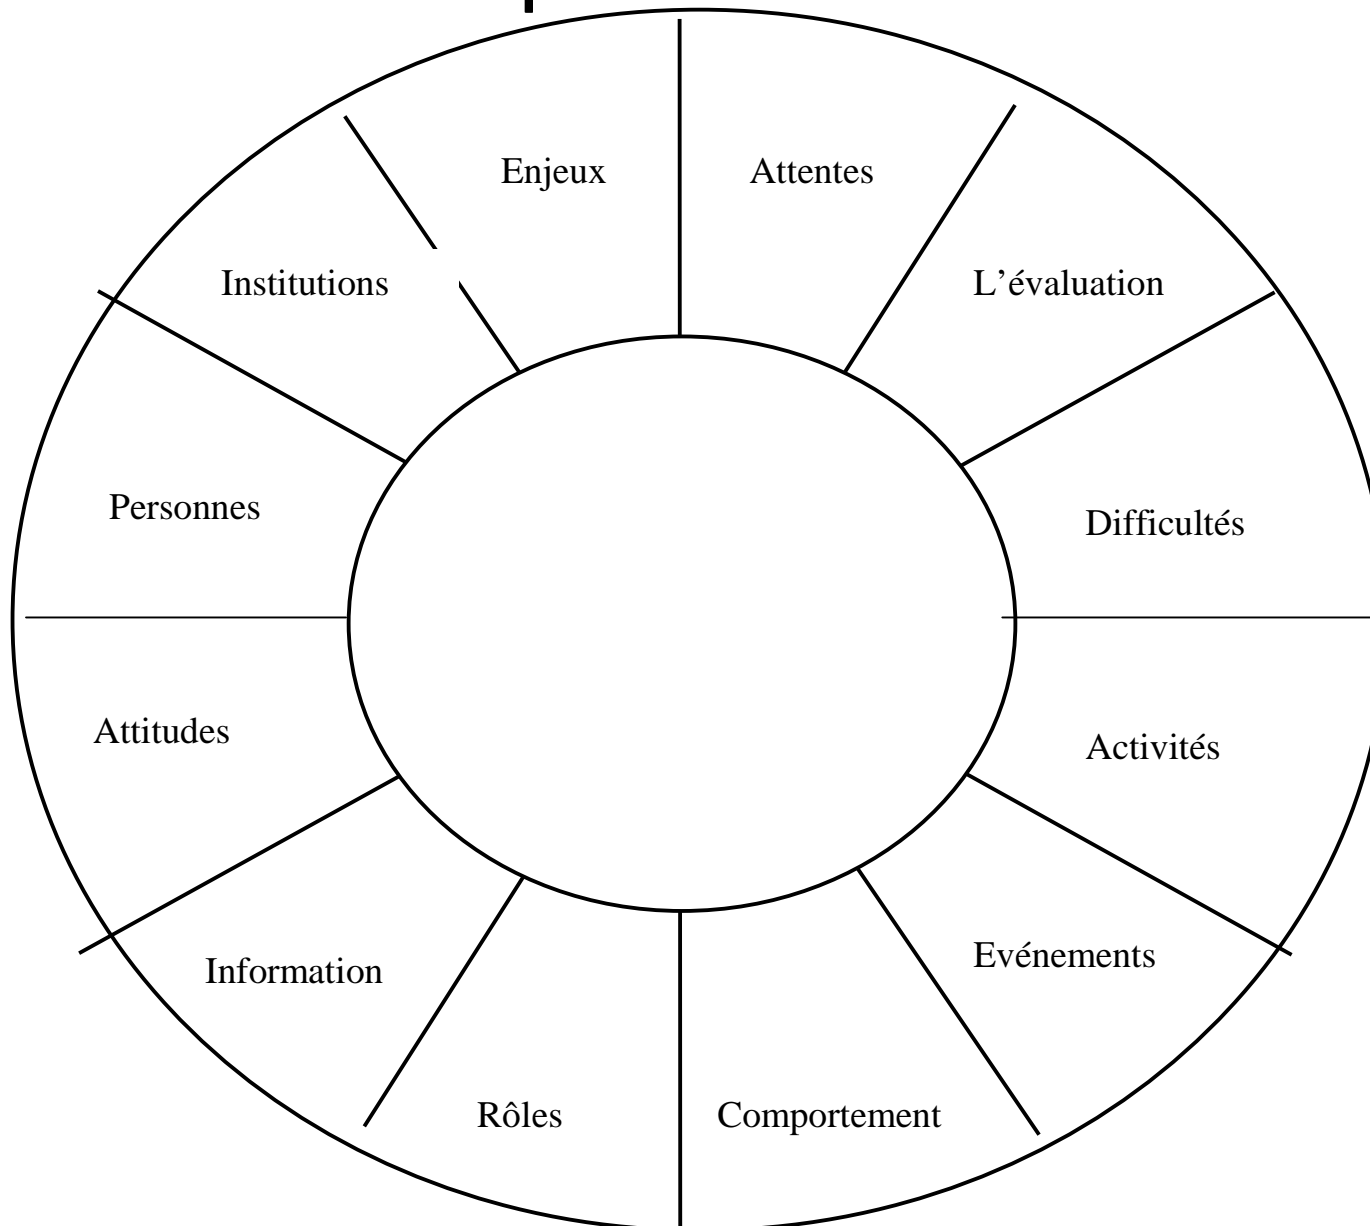 Enjeux
Attentes
Institutions
L’évaluation
Personnes
Difficultés
Attitudes
Activités
Evénements
Information
Rôles
Comportement